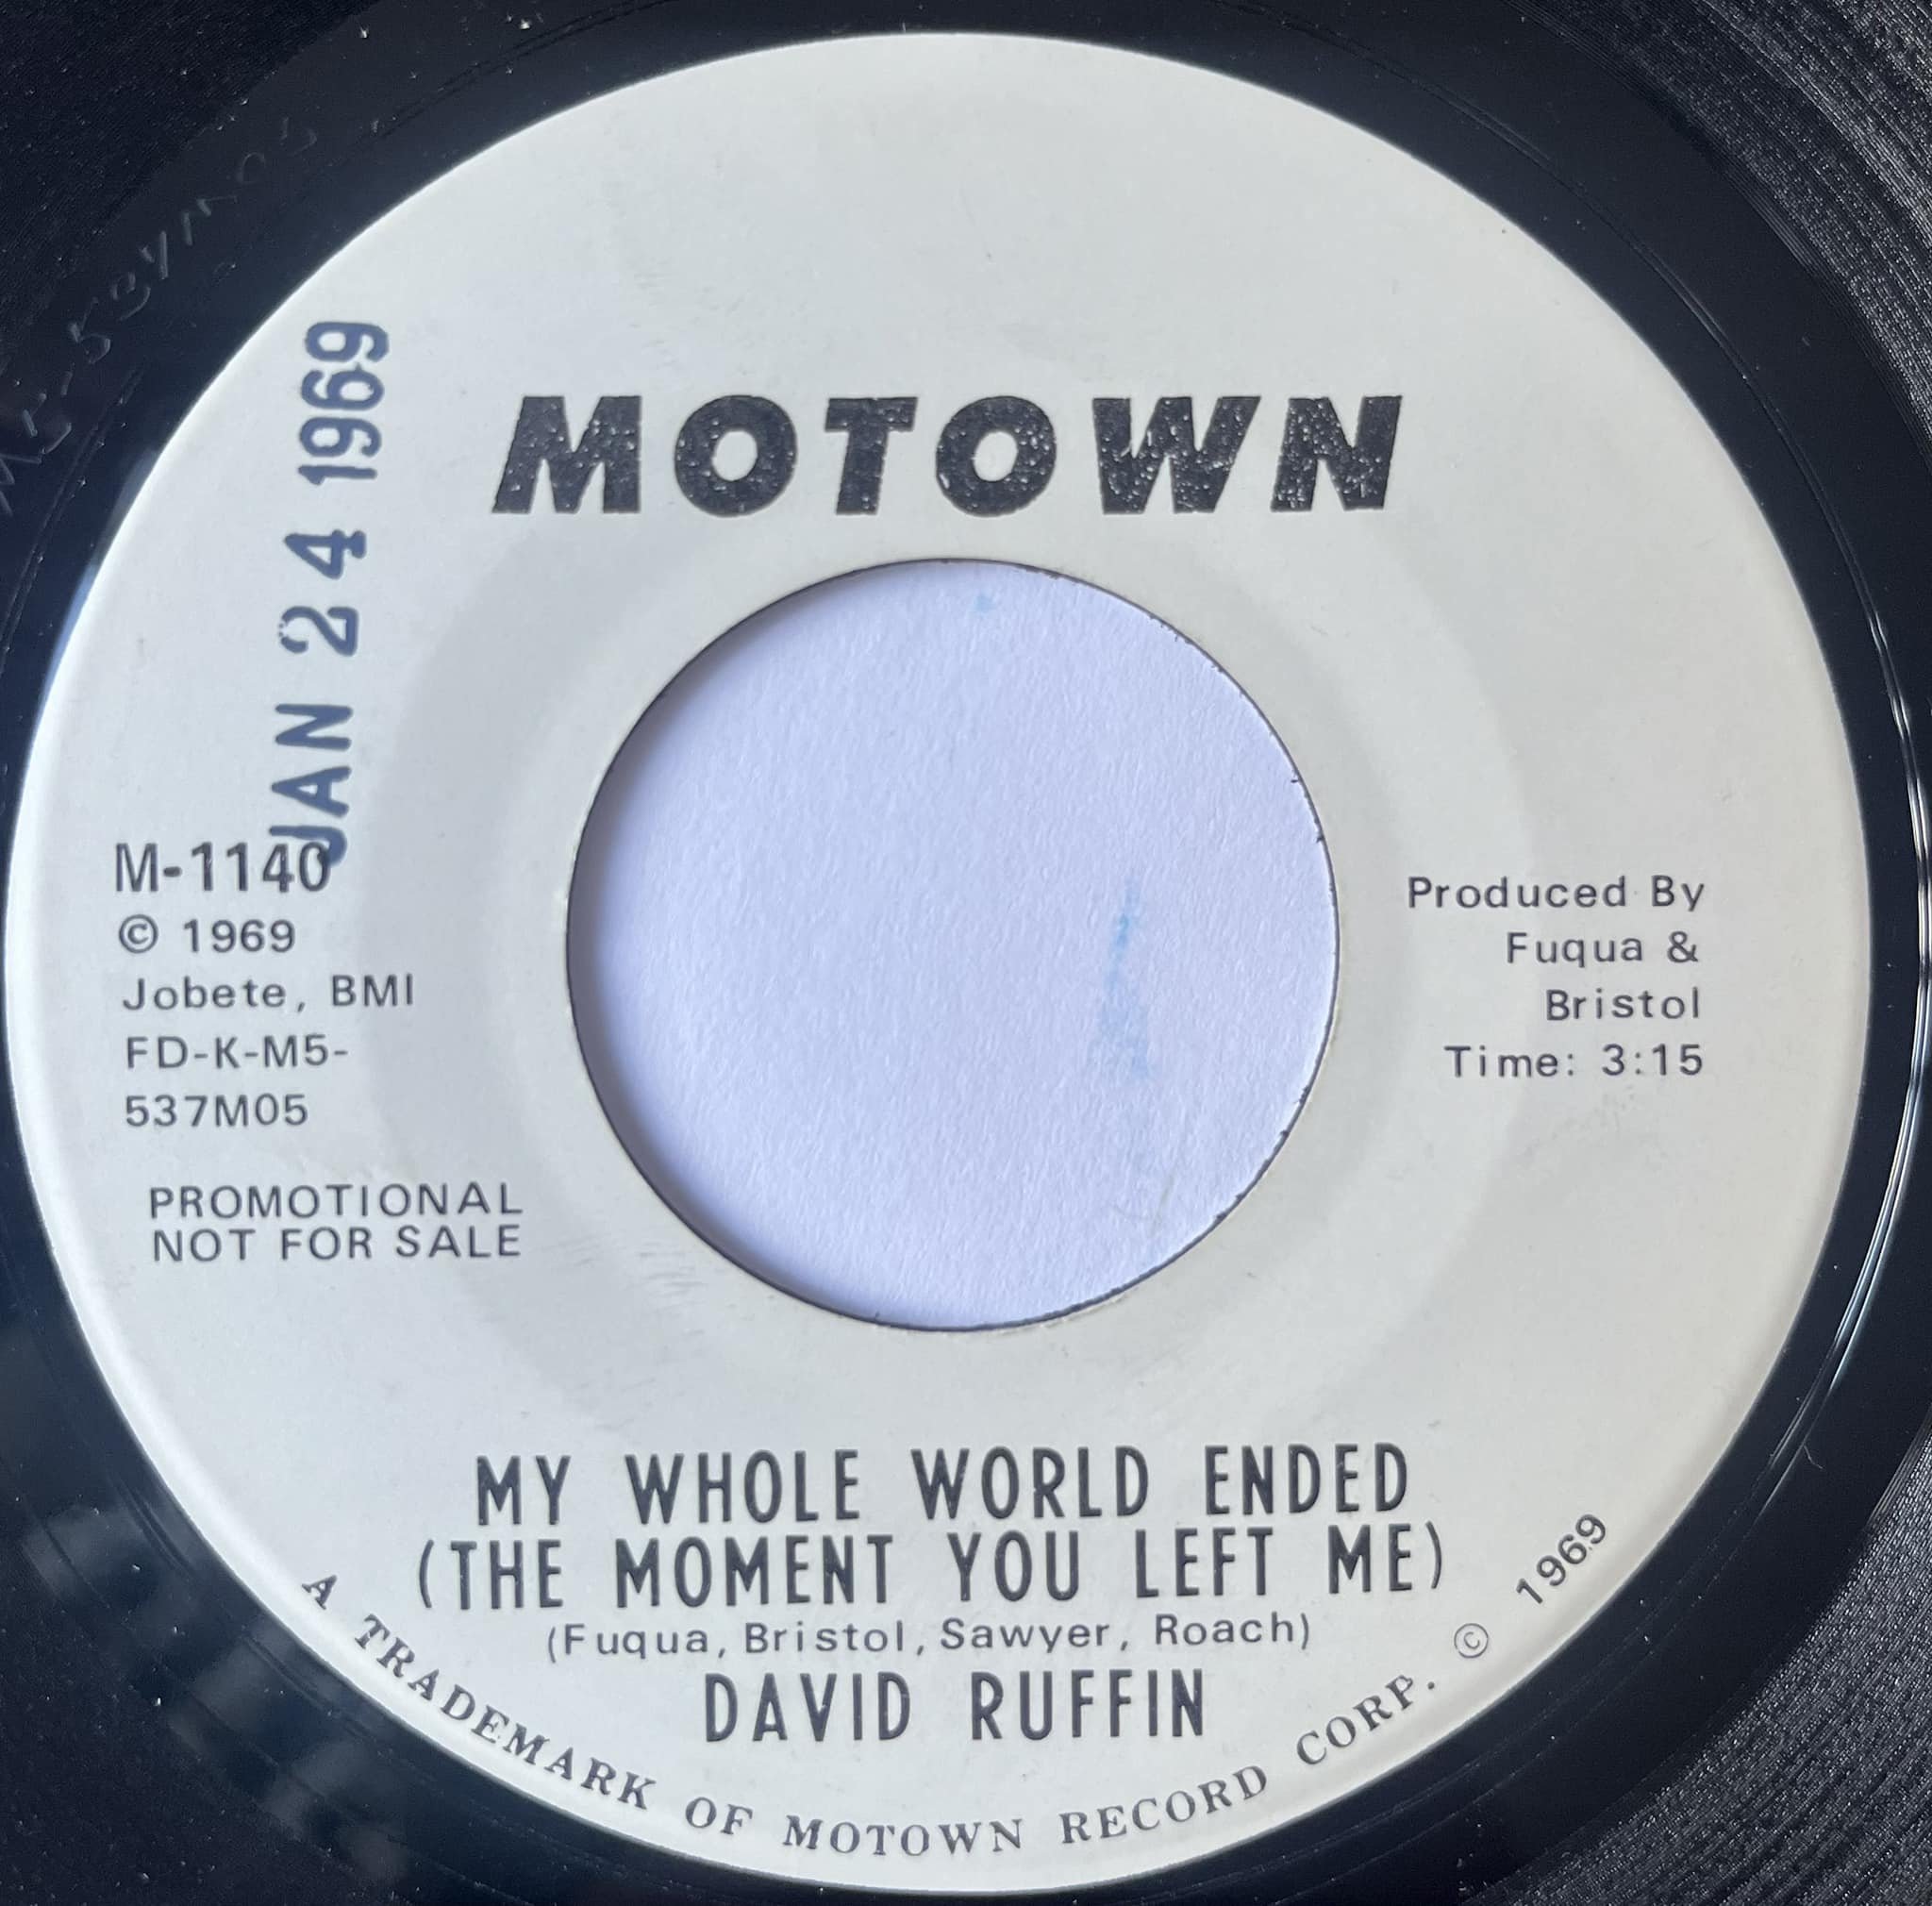 MOTOWN
JAN 24 1969
M-1140
© 1969
Jobete, BMI
FD-K-M5-
537M05
PROMOTIONAL
NOT FOR SALE
Produced By
Fuqua &
Bristol
Time: 3:15
MY WHOLE WORLD ENDED
(THE MOMENT YOU LEFT ME)
(Fuqua, Bristol, Sawyer, Roach)
DAVID RUFFIN
A TRADEMARK OF MOTOWN RECORD CORP. © 1969